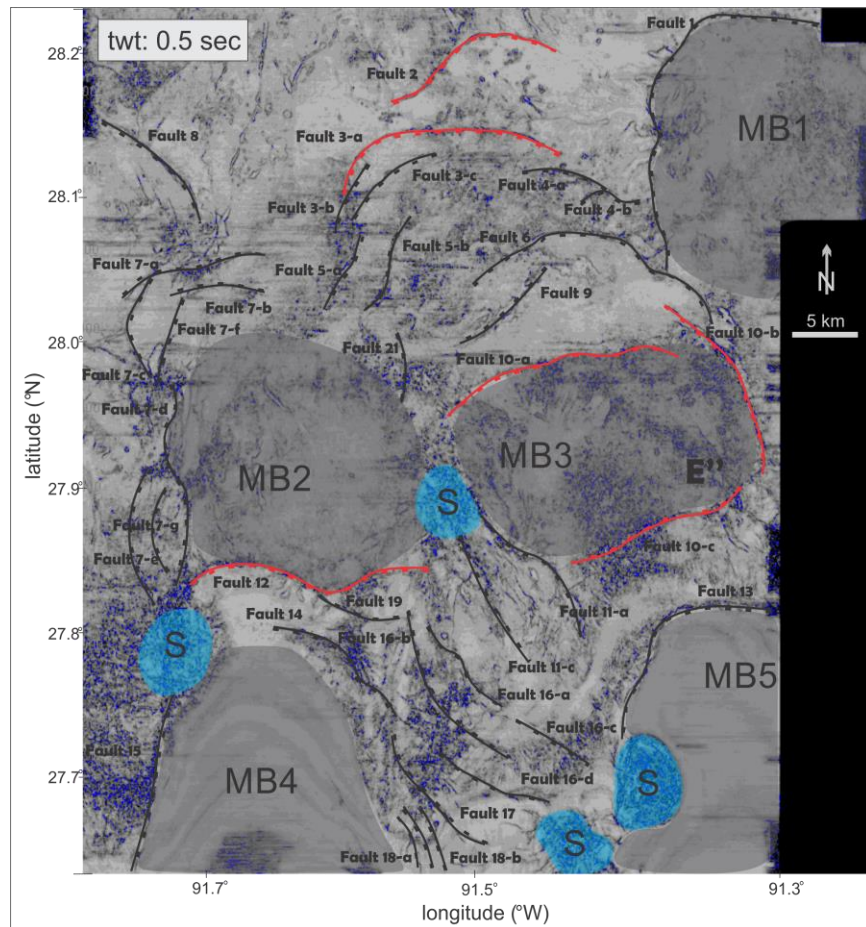 twt: 0.5 sec
Fault 1
28.2°
Fault 2
MB1
Fault 8
Fault 3-a
Fault 3-c
Fault 4-a
28.1°
Fault 3-b
Fault 4-b
Fault 5-b
Fault 6
Fault 7-a
Fault 5-a
N
Fault 9
Fault 7-b
5 km
Fault 7-f
Fault 10-b
28.0°
Fault 21
Fault 10-a
Fault 7-c
Fault 7-d
latitude (°N)
MB3
E’’
MB2
27.9°
S
Fault 7-g
Fault 10-c
Fault 7-e
Fault 12
Fault 13
Fault 19
Fault 14
Fault 11-a
27.8°
Fault 16-b
S
Fault 11-c
MB5
Fault 16-a
Fault 16-c
Fault 15
27.7°
MB4
Fault 16-d
S
Fault 17
S
Fault 18-a
Fault 18-b
91.7°
91.5°
91.3°
longitude (°W)